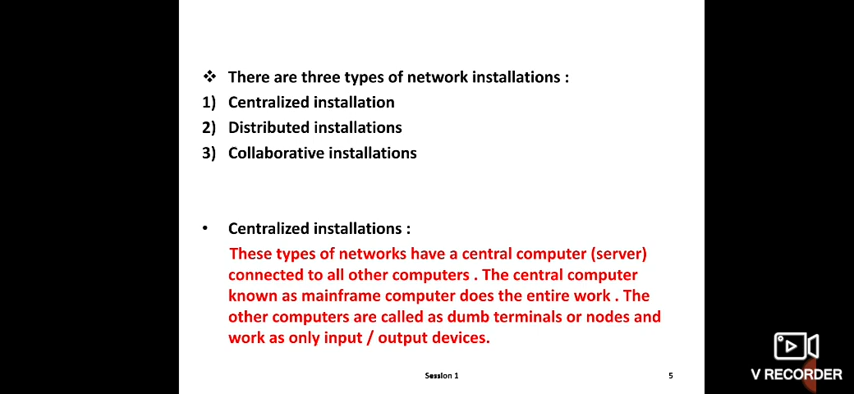 ❖ There are three types of network installations :
1) Centralized installation
2) Distributed installations
3) Collaborative installations
• Centralized installations :
These types of networks have a central computer (server)
connected to all other computers . The central computer
known as mainframe computer does the entire work . The
other computers are called as dumb terminals or nodes and
work as only input / output devices.
Session 1
5
V RECORDER